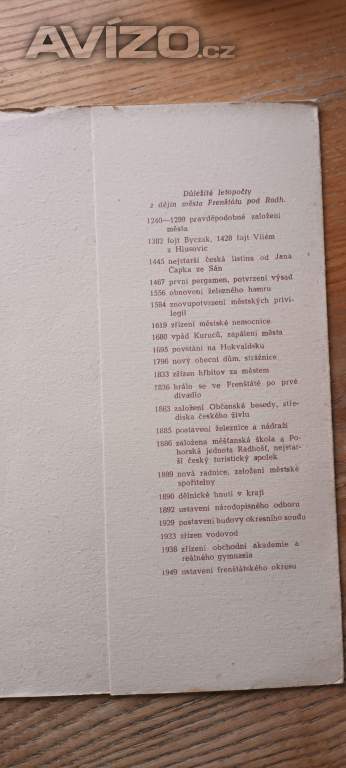 AVÍZO.cz
Důležité letopočty
z dějin města Frenštátu pod Radh.
1240—1299 pravděpodobné založení
města
1382 fojt Byczak, 1428 fojt Vilém
z Hlusovic
1445 nejstarší česká listina od Jana
Čapka ze Sán
1467 první pergamen, potvrzení výsad
1556 obnovení železného hamru
1584 znovupotvrzení městských privi-
legií
1619 zřízení městské nemocnice
1680 vpád Kuruců, zapálení města
1695 povstání na Hukvaldsku
1796 nový obecní dům, strážnice
1833 zřízen hřbitov za městem
1836 hrálo se ve Frenštátě po prvé
divadlo
1863 založení Občanské besedy, stře-
diska českého živlu
1885 postavení železnice a nádraží
1886 založena měšťanská škola a Po-
horská jednota Radhošť, nejstar-
ší český turistický spolek
1889 nová radnice, založení městské
spořitelny
1890 dělnické hnutí v kraji
1892 ustavení národopisného odboru
1929 postavení budovy okresního soudu
1933 zřízen vodovod
1938 zřízení obchodní akademie a
reálného gymnasia
1949 ustavení frenštátského okresu